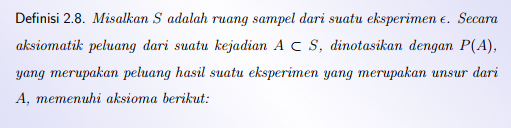 Definisi 2.8. Misalkan S adalah ruang sampel dari suatu eksperimen ϵ. Secara
aksiomatik peluang dari suatu kejadian A ⊂ S, dinotasikan dengan P(A),
yang merupakan peluang hasil suatu eksperimen yang merupakan unsur dari
A, memenuhi aksioma berikut: